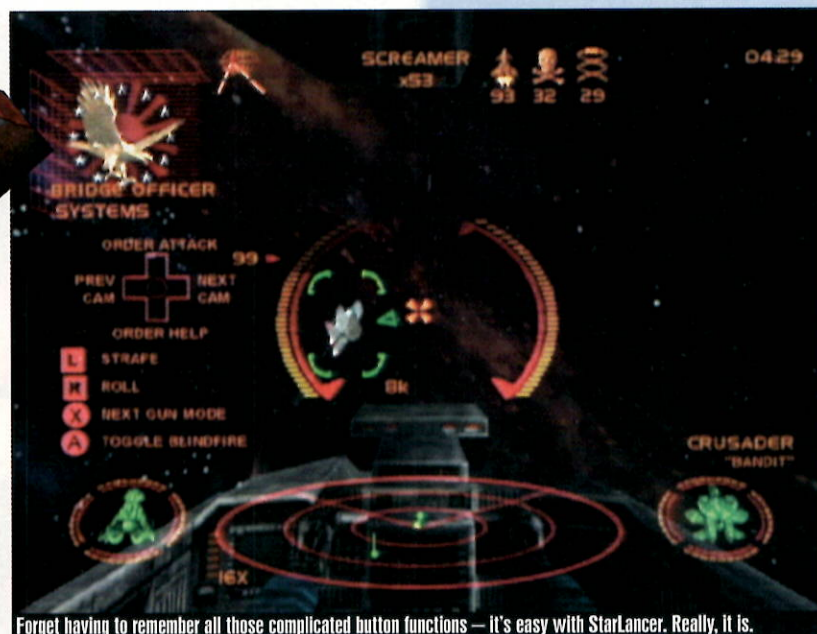 SCREAMER
x53
93 32 29
04:29
BRIDGE OFFICER
SYSTEMS
ORDER ATTACK
PREV CAM
NEXT CAM
ORDER HELP
L STRAFE
R ROLL
X NEXT GUN MODE
A TOGGLE BLINDFIRE
99
8k
CRUSADER
"BANDIT"
16X
Forget having to remember all those complicated button functions — it's easy with StarLancer. Really, it is.